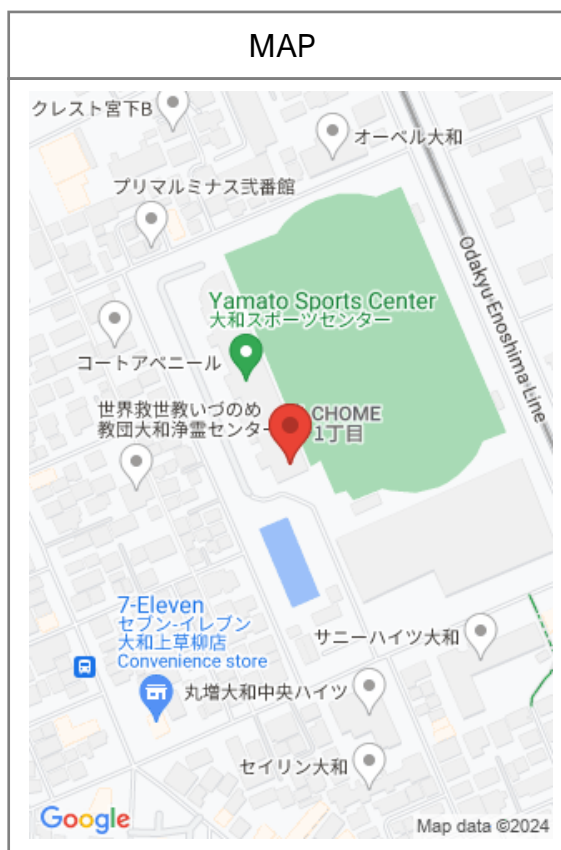 MAP
クレスト宮下B
オーベル大和
プリマルミナス弐番館
Odakyu Enoshima Line
Yamato Sports Center
大和スポーツセンター
コートアベニール
世界救世教いづのめ
教団大和浄霊センタ
CHOME
1丁目
7-Eleven
セブン-イレブン
大和上草柳店
Convenience store
サニーハイツ大和
丸増大和中央ハイツ
セイリン大和
Google
Map data ©2024